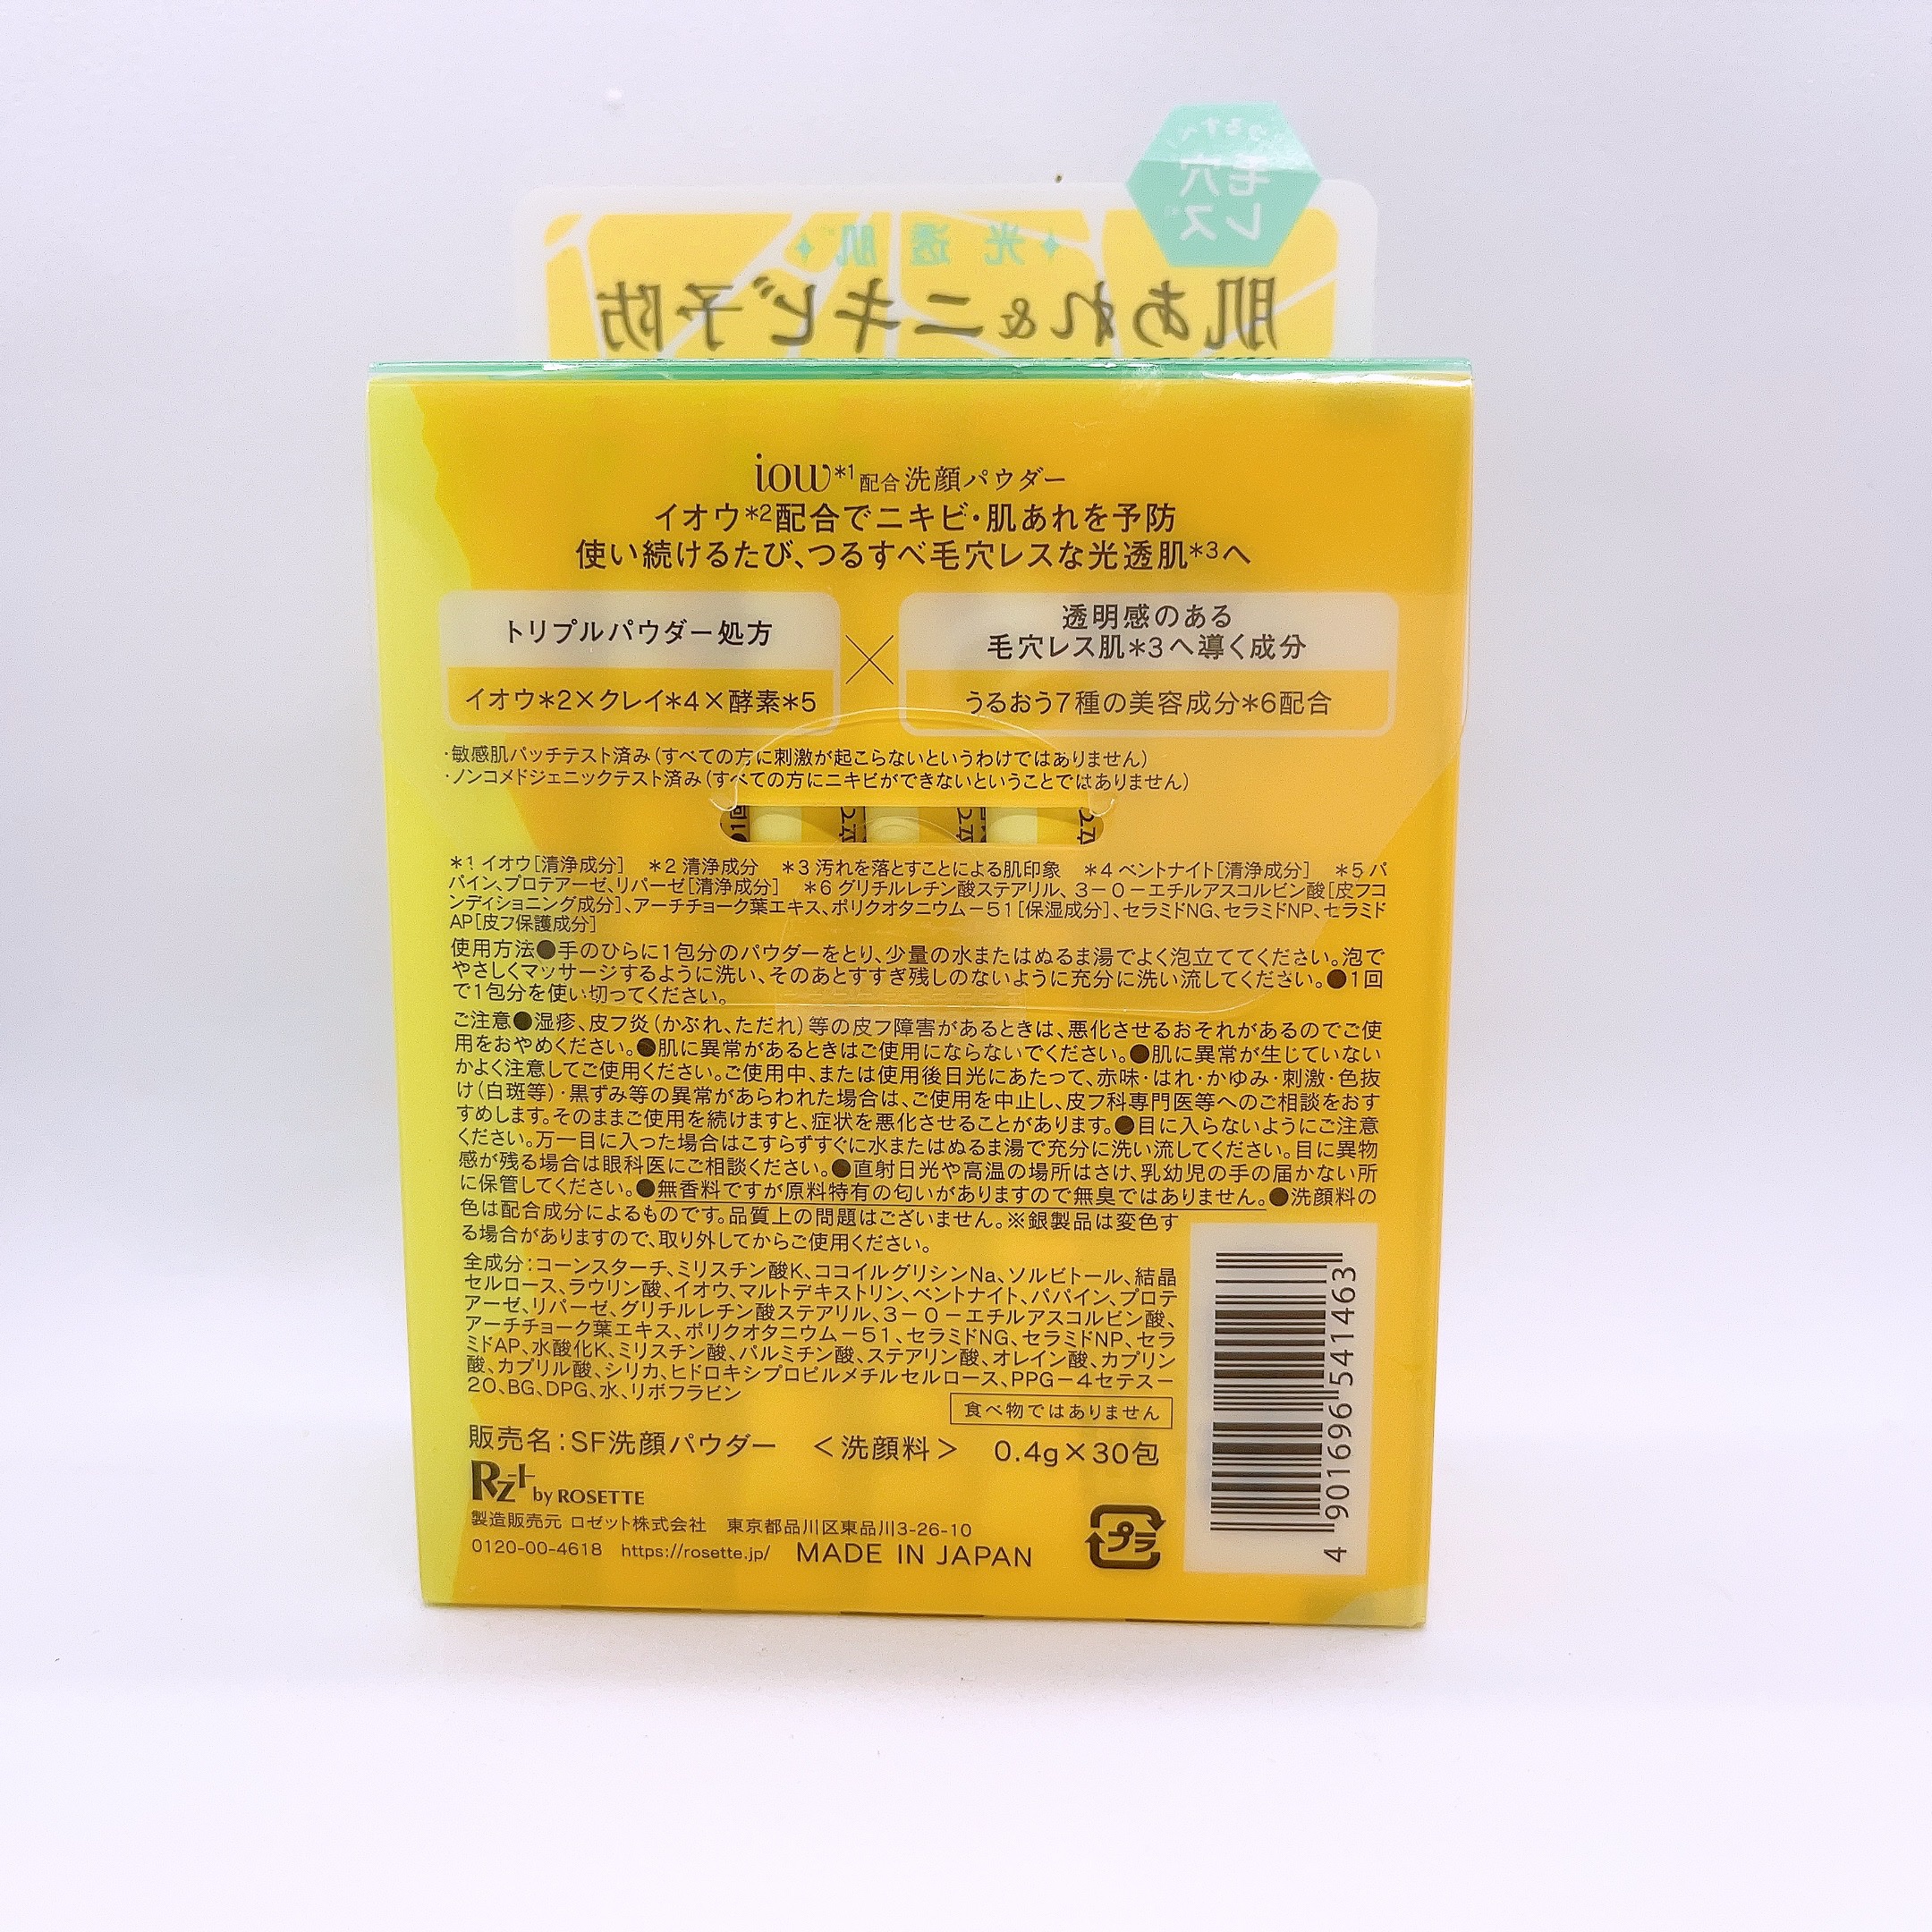 つるすべ
毛穴
レス
光透肌
肌あれ&ニキビ予防
iow*1配合洗顔パウダー
イオウ*2配合でニキビ・肌あれを予防
使い続けるたび、つるすべ毛穴レスな光透肌*3へ
トリプルパウダー処方
イオウ*2×クレイ*4×酵素*5
×
透明感のある
毛穴レス肌*3へ導く成分
うるおう7種の美容成分*6配合
・敏感肌パッチテスト済み(すべての方に刺激が起こらないというわけではありません)
・ノンコメドジェニックテスト済み(すべての方にニキビができないということではありません)
*1 イオウ[清浄成分] *2 清浄成分 *3 汚れを落とすことによる肌印象 *4 ベントナイト[清浄成分] *5 パ
パイン、プロテアーゼ、リパーゼ[清浄成分] *6 グリチルレチン酸ステアリル、3-O-エチルアスコルビン酸[皮フコ
ンディショニング成分]、アーチチョーク葉エキス、ポリクオタニウム-51[保湿成分]、セラミドNG、セラミドNP、セラミド
AP[皮フ保護成分]
使用方法●手のひらに1包分のパウダーをとり、少量の水またはぬるま湯でよく泡立ててください。泡で
やさしくマッサージするように洗い、そのあとすすぎ残しのないように充分に洗い流してください。●1回
で1包分を使い切ってください。
ご注意●湿疹、皮フ炎(かぶれ、ただれ)等の皮フ障害があるときは、悪化させるおそれがあるのでご使
用をおやめください。●肌に異常があるときはご使用にならないでください。●肌に異常が生じていない
かよく注意してご使用ください。ご使用中、または使用後日光にあたって、赤味・はれ・かゆみ・刺激・色抜
け(白斑等)・黒ずみ等の異常があらわれた場合は、ご使用を中止し、皮フ科専門医等へのご相談をおす
すめします。そのままご使用を続けますと、症状を悪化させることがあります。●目に入らないようにご注意
ください。万一目に入った場合はこすらずすぐに水またはぬるま湯で充分に洗い流してください。目に異物
感が残る場合は眼科医にご相談ください。●直射日光や高温の場所はさけ、乳幼児の手の届かない所
に保管してください。●無香料ですが原料特有の匂いがありますので無臭ではありません。●洗顔料の
色は配合成分によるものです。品質上の問題はございません。※銀製品は変色す
る場合がありますので、取り外してからご使用ください。
全成分:コーンスターチ、ミリスチン酸K、ココイルグリシンNa、ソルビトール、結晶
セルロース、ラウリン酸、イオウ、マルトデキストリン、ベントナイト、パパイン、プロテ
アーゼ、リパーゼ、グリチルレチン酸ステアリル、3-O-エチルアスコルビン酸、
アーチチョーク葉エキス、ポリクオタニウム-51、セラミドNG、セラミドNP、セラ
ミドAP、水酸化K、ミリスチン酸、パルミチン酸、ステアリン酸、オレイン酸、カプリン
酸、カプリル酸、シリカ、ヒドロキシプロピルメチルセルロース、PPG-4セテス-
20、BG、DPG、水、リボフラビン
食べ物ではありません
販売名:SF洗顔パウダー <洗顔料> 0.4g×30包
Rz+ by ROSETTE
製造販売元 ロゼット株式会社 東京都品川区東品川3-26-10
0120-00-4618 https://rosette.jp/ MADE IN JAPAN
プラ
4 901696 541463